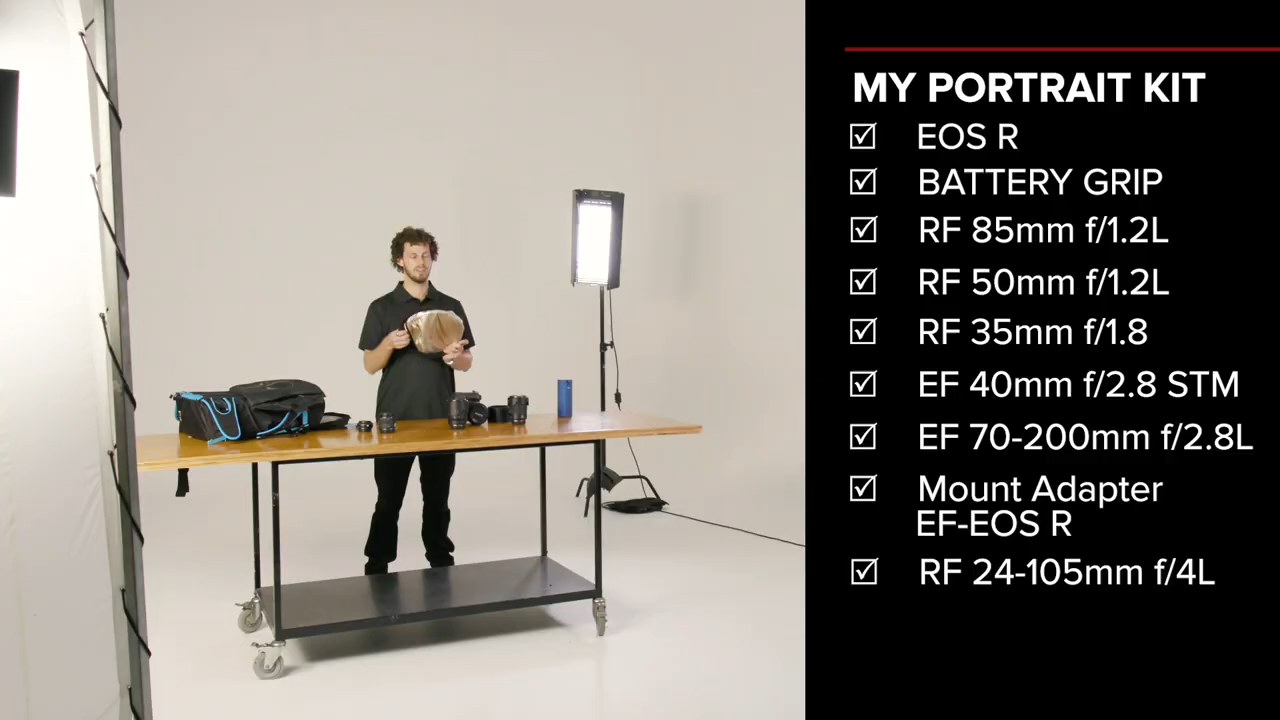 MY PORTRAIT KIT
☑ EOS R
☑ BATTERY GRIP
☑ RF 85mm f/1.2L
☑ RF 50mm f/1.2L
☑ RF 35mm f/1.8
☑ EF 40mm f/2.8 STM
☑ EF 70-200mm f/2.8L
☑ Mount Adapter
EF-EOS R
☑ RF 24-105mm f/4L